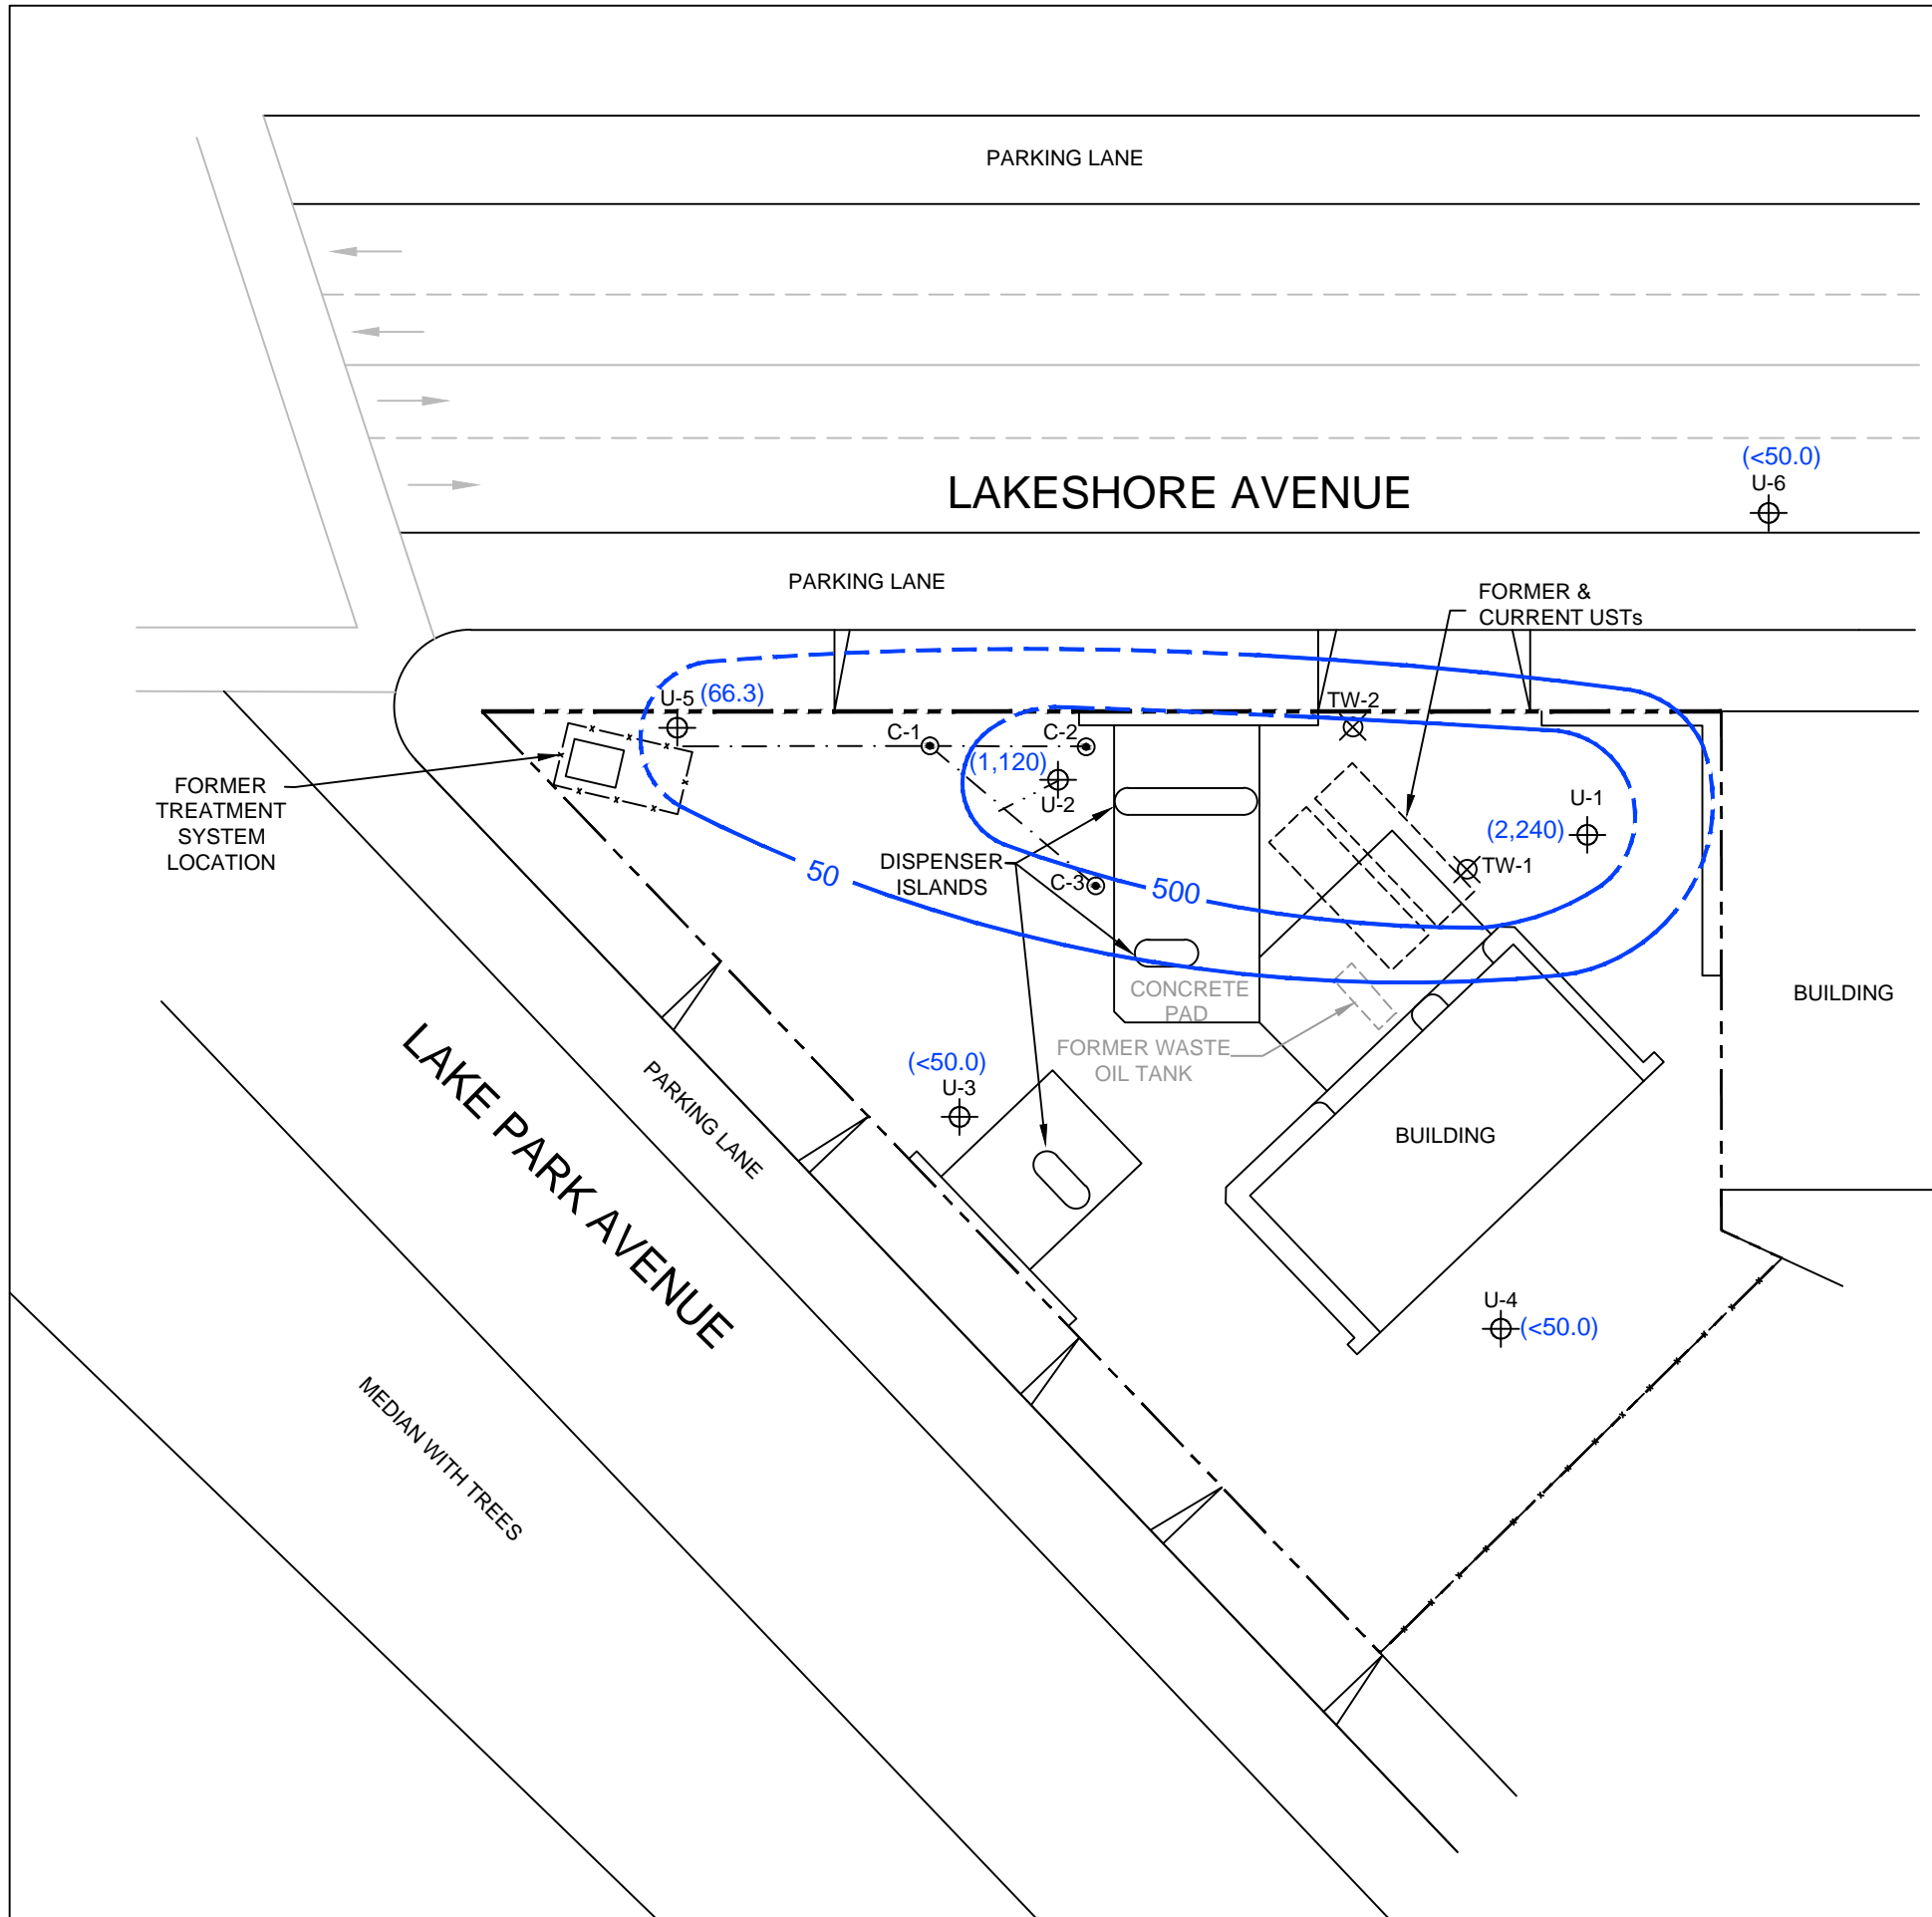 PARKING LANE
LAKESHORE AVENUE
(<50.0)
U-6
PARKING LANE
FORMER &
CURRENT USTs
U-5
(66.3)
TW-2
C-1
C-2
(1,120)
U-2
U-1
(2,240)
TW-1
FORMER
TREATMENT
SYSTEM
LOCATION
50
DISPENSER
ISLANDS
C-3
500
CONCRETE
PAD
BUILDING
FORMER WASTE
OIL TANK
(<50.0)
U-3
LAKE PARK AVENUE
PARKING LANE
BUILDING
U-4
(<50.0)
MEDIAN WITH TREES